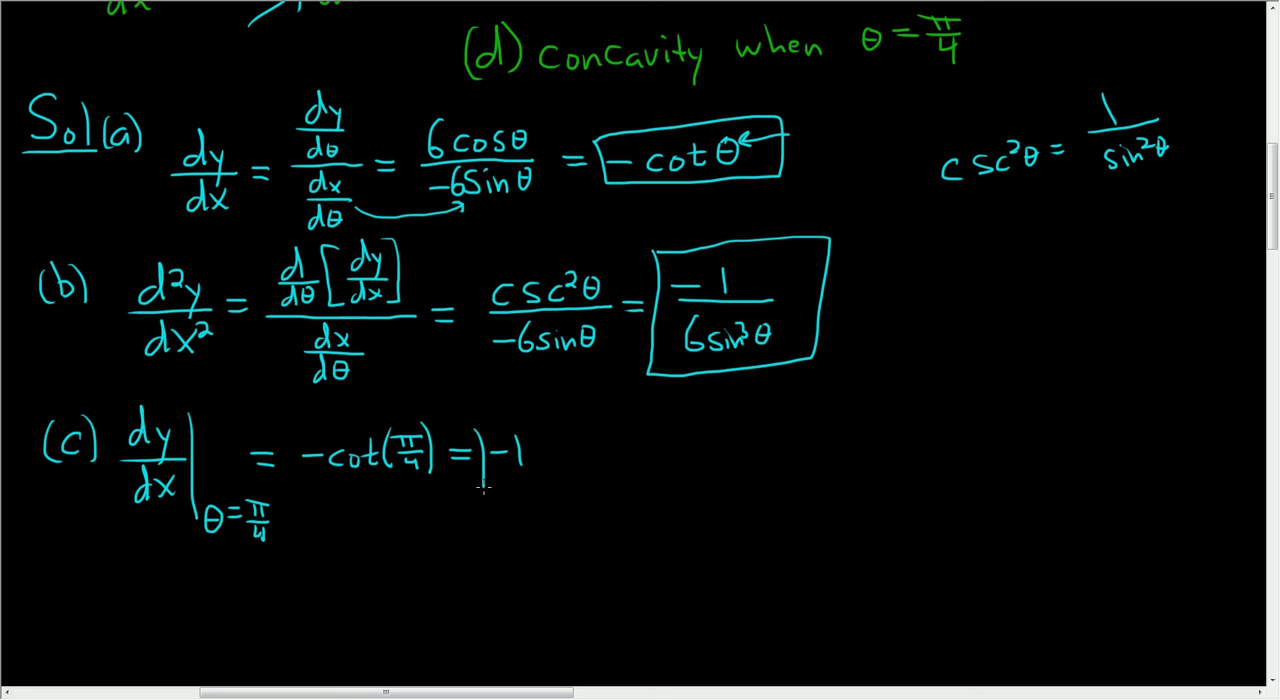 dx
(d) concavity when θ = π/4
Sol (a) dy/dx = (dy/dθ)/(dx/dθ) = 6cosθ/-6sinθ = -cotθ
csc²θ = 1/sin²θ
(b) d²y/dx² = (d/dθ[dy/dx])/(dx/dθ) = csc²θ/-6sinθ = -1/6sin³θ
(c) dy/dx|θ=π/4 = -cot(π/4) = -1